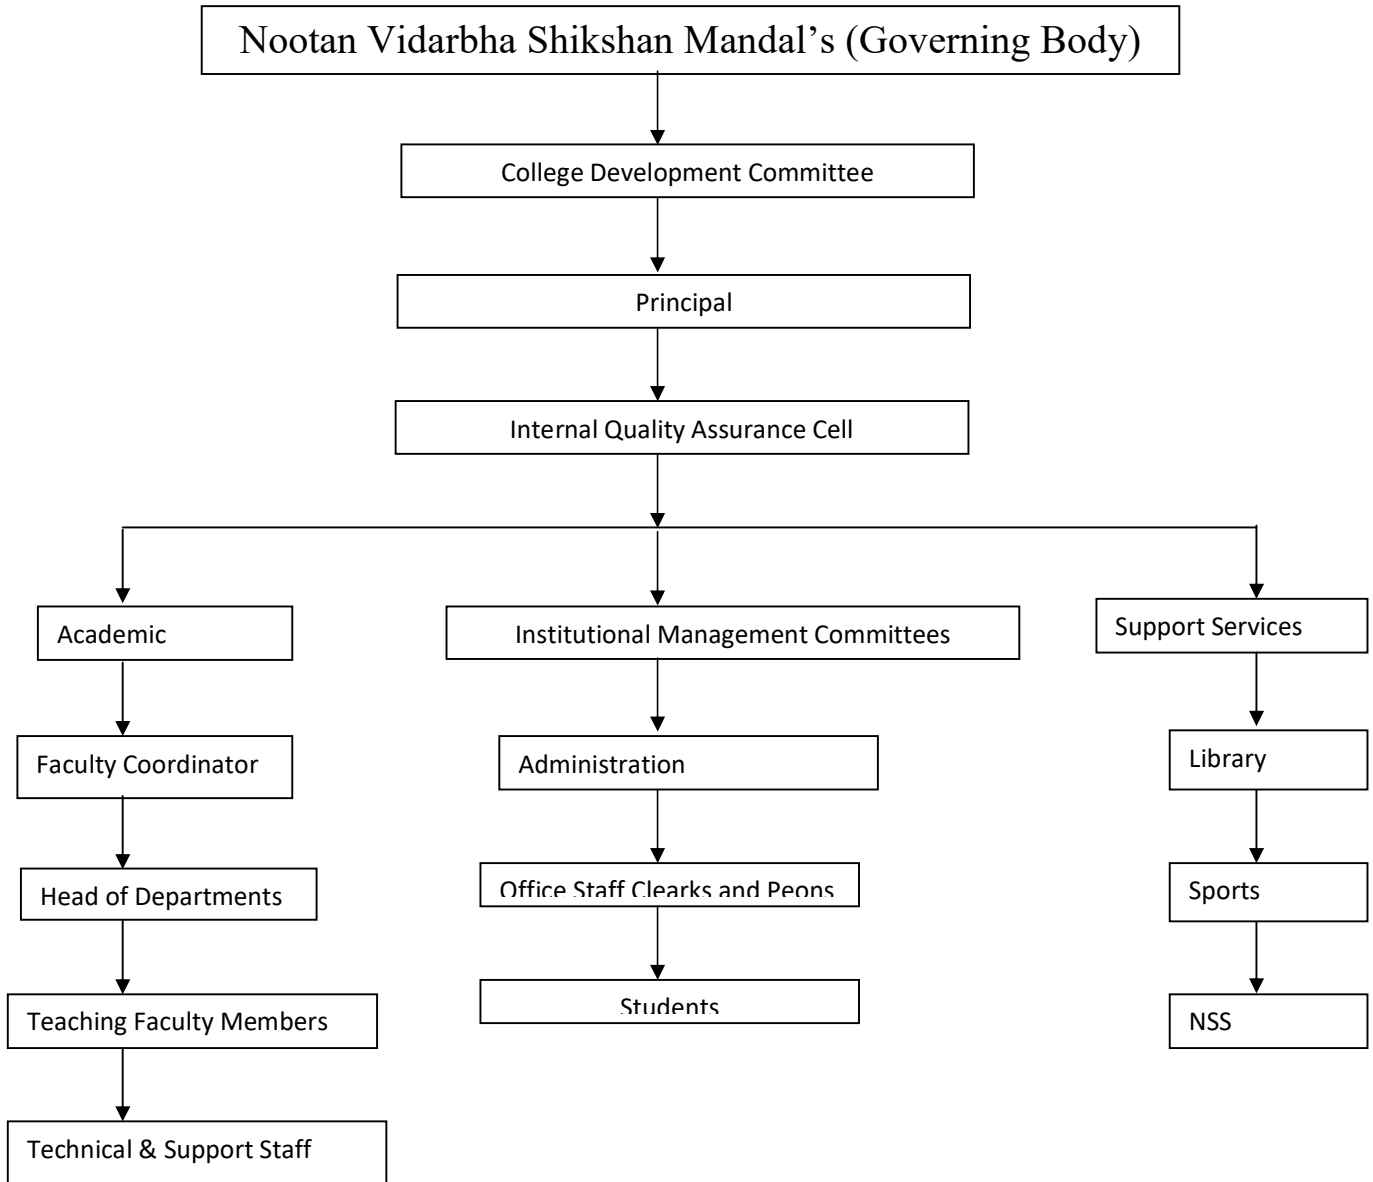 Nootan Vidarbha Shikshan Mandal’s (Governing Body)
College Development Committee
Principal
Internal Quality Assurance Cell
Academic
Institutional Management Committees
Support Services
Faculty Coordinator
Administration
Library
Head of Departments
Office Staff Clearks and Peons
Sports
Teaching Faculty Members
Students
NSS
Technical & Support Staff